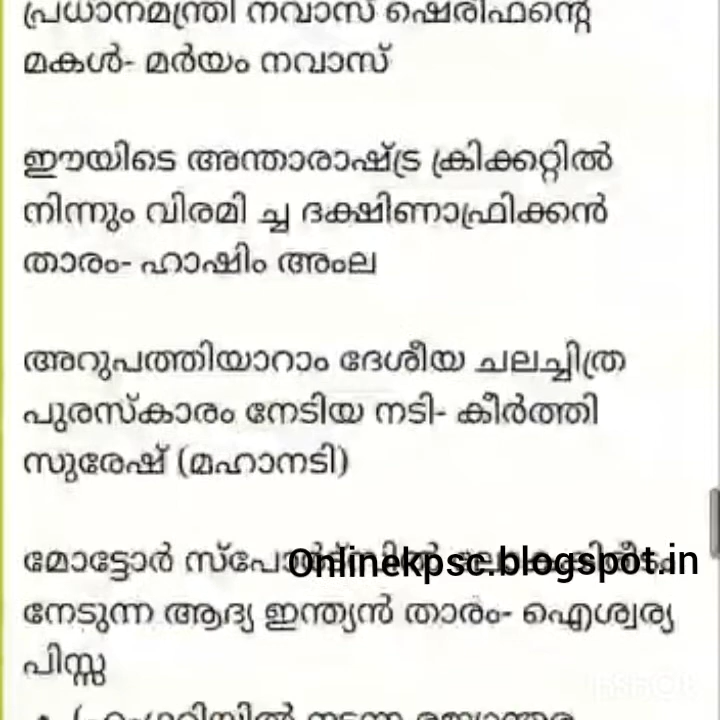 പ്രധാനമന്ത്രി നവാസ് ഷെരീഫന്റെ
മകൾ- മർയം നവാസ്
ഈയിടെ അന്താരാഷ്ട്ര ക്രിക്കറ്റിൽ
നിന്നും വിരമി ച്ച ദക്ഷിണാഫ്രിക്കൻ
താരം- ഹാഷിം അംല
അറുപത്തിയാറാം ദേശീയ ചലച്ചിത്ര
പുരസ്കാരം നേടിയ നടി- കീർത്തി
സുരേഷ് (മഹാനടി)
മോട്ടോർ
Onlinekpsc.blogspot.in
നേടുന്ന ആദ്യ ഇന്ത്യൻ താരം- ഐശ്വര്യ
പിസ്സ